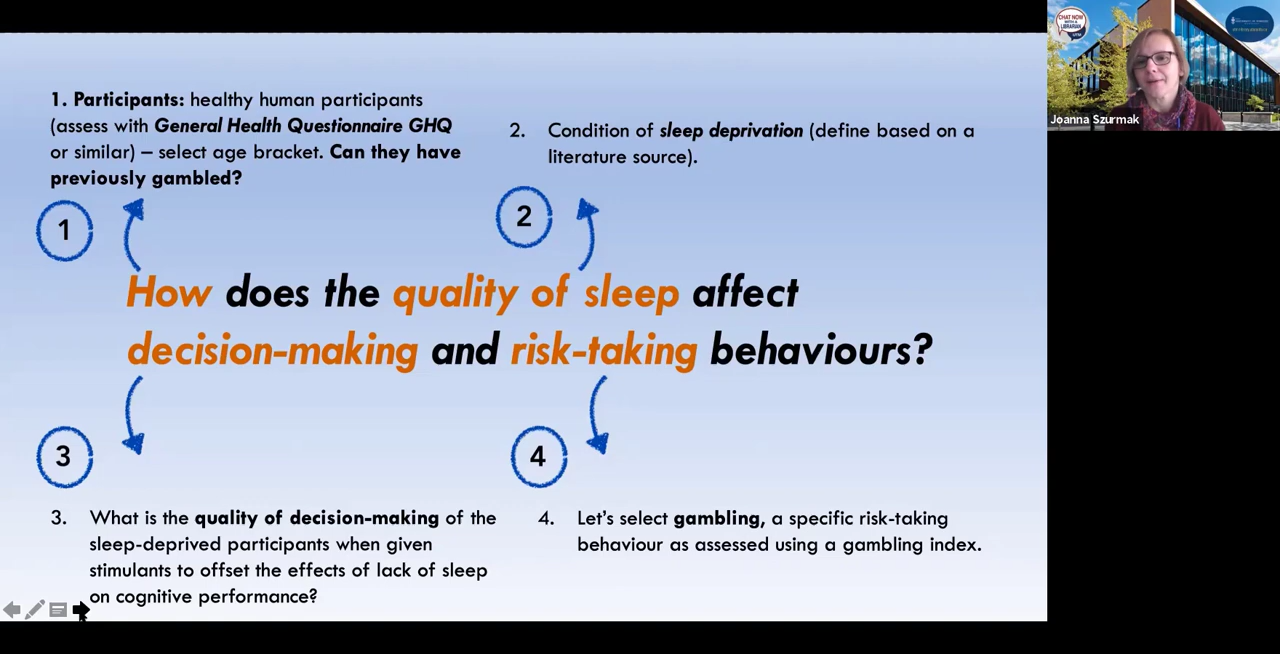 1. Participants: healthy human participants
(assess with General Health Questionnaire GHQ
or similar) – select age bracket. Can they have
previously gambled?
2. Condition of sleep deprivation (define based on a
literature source).
1
2
How does the quality of sleep affect
decision-making and risk-taking behaviours?
3
4
3. What is the quality of decision-making of the
sleep-deprived participants when given
stimulants to offset the effects of lack of sleep
on cognitive performance?
4. Let's select gambling, a specific risk-taking
behaviour as assessed using a gambling index.
CHAT NOW
WITH A
LIBRARIAN
Joanna Szurmak